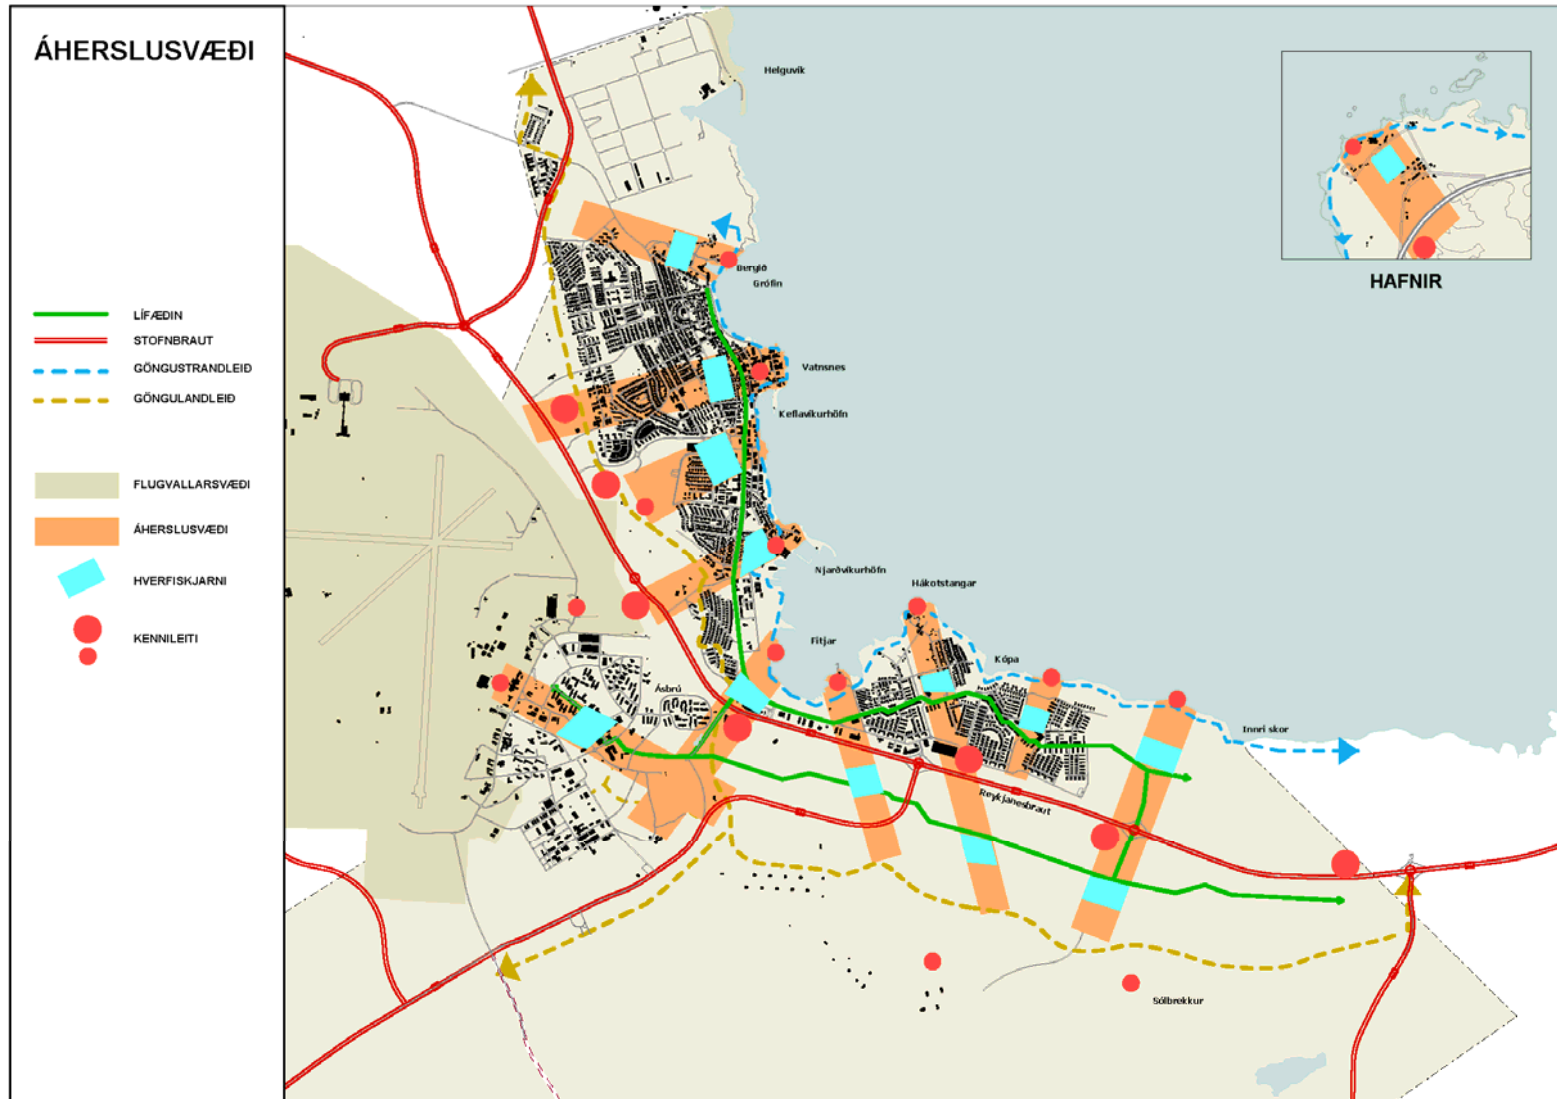 ÁHERSLUSVÆÐI
LÍFÆÐIN
STOFNBRAUT
GÖNGUSTRANDLEIÐ
GÖNGULANDLEIÐ
FLUGVALLARSVÆÐI
ÁHERSLUSVÆÐI
HVERFISKJARNI
KENNILEITI
Helguvík
HAFNIR
Bergið
Grófin
Vatnsnes
Keflavíkurhöfn
Njarðvíkurhöfn
Hákotstangar
Fitjar
Kópa
Ásbrú
Innri skor
Reykjanesbraut
Sólbrekkur